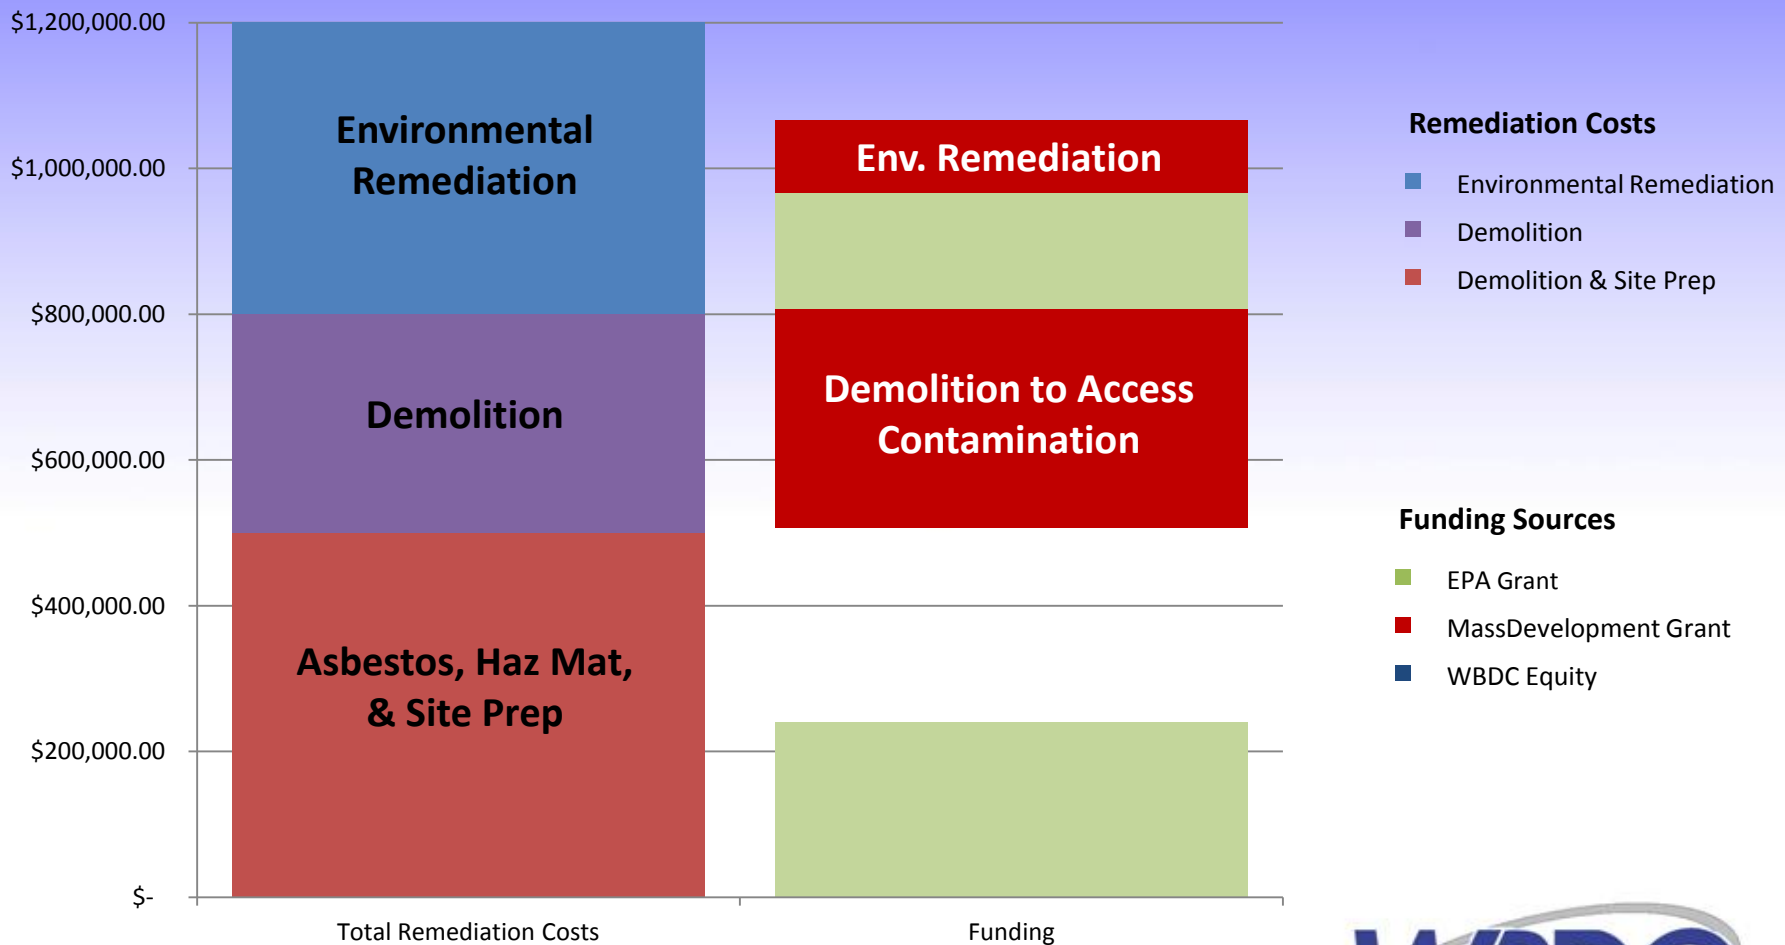 $1,200,000.00
$1,000,000.00
$800,000.00
$600,000.00
$400,000.00
$200,000.00
$-
Environmental
Remediation
Demolition
Asbestos, Haz Mat,
& Site Prep
Env. Remediation
Demolition to Access
Contamination
Total Remediation Costs
Funding
Remediation Costs
Environmental Remediation
Demolition
Demolition & Site Prep
Funding Sources
EPA Grant
MassDevelopment Grant
WBDC Equity
WBDC